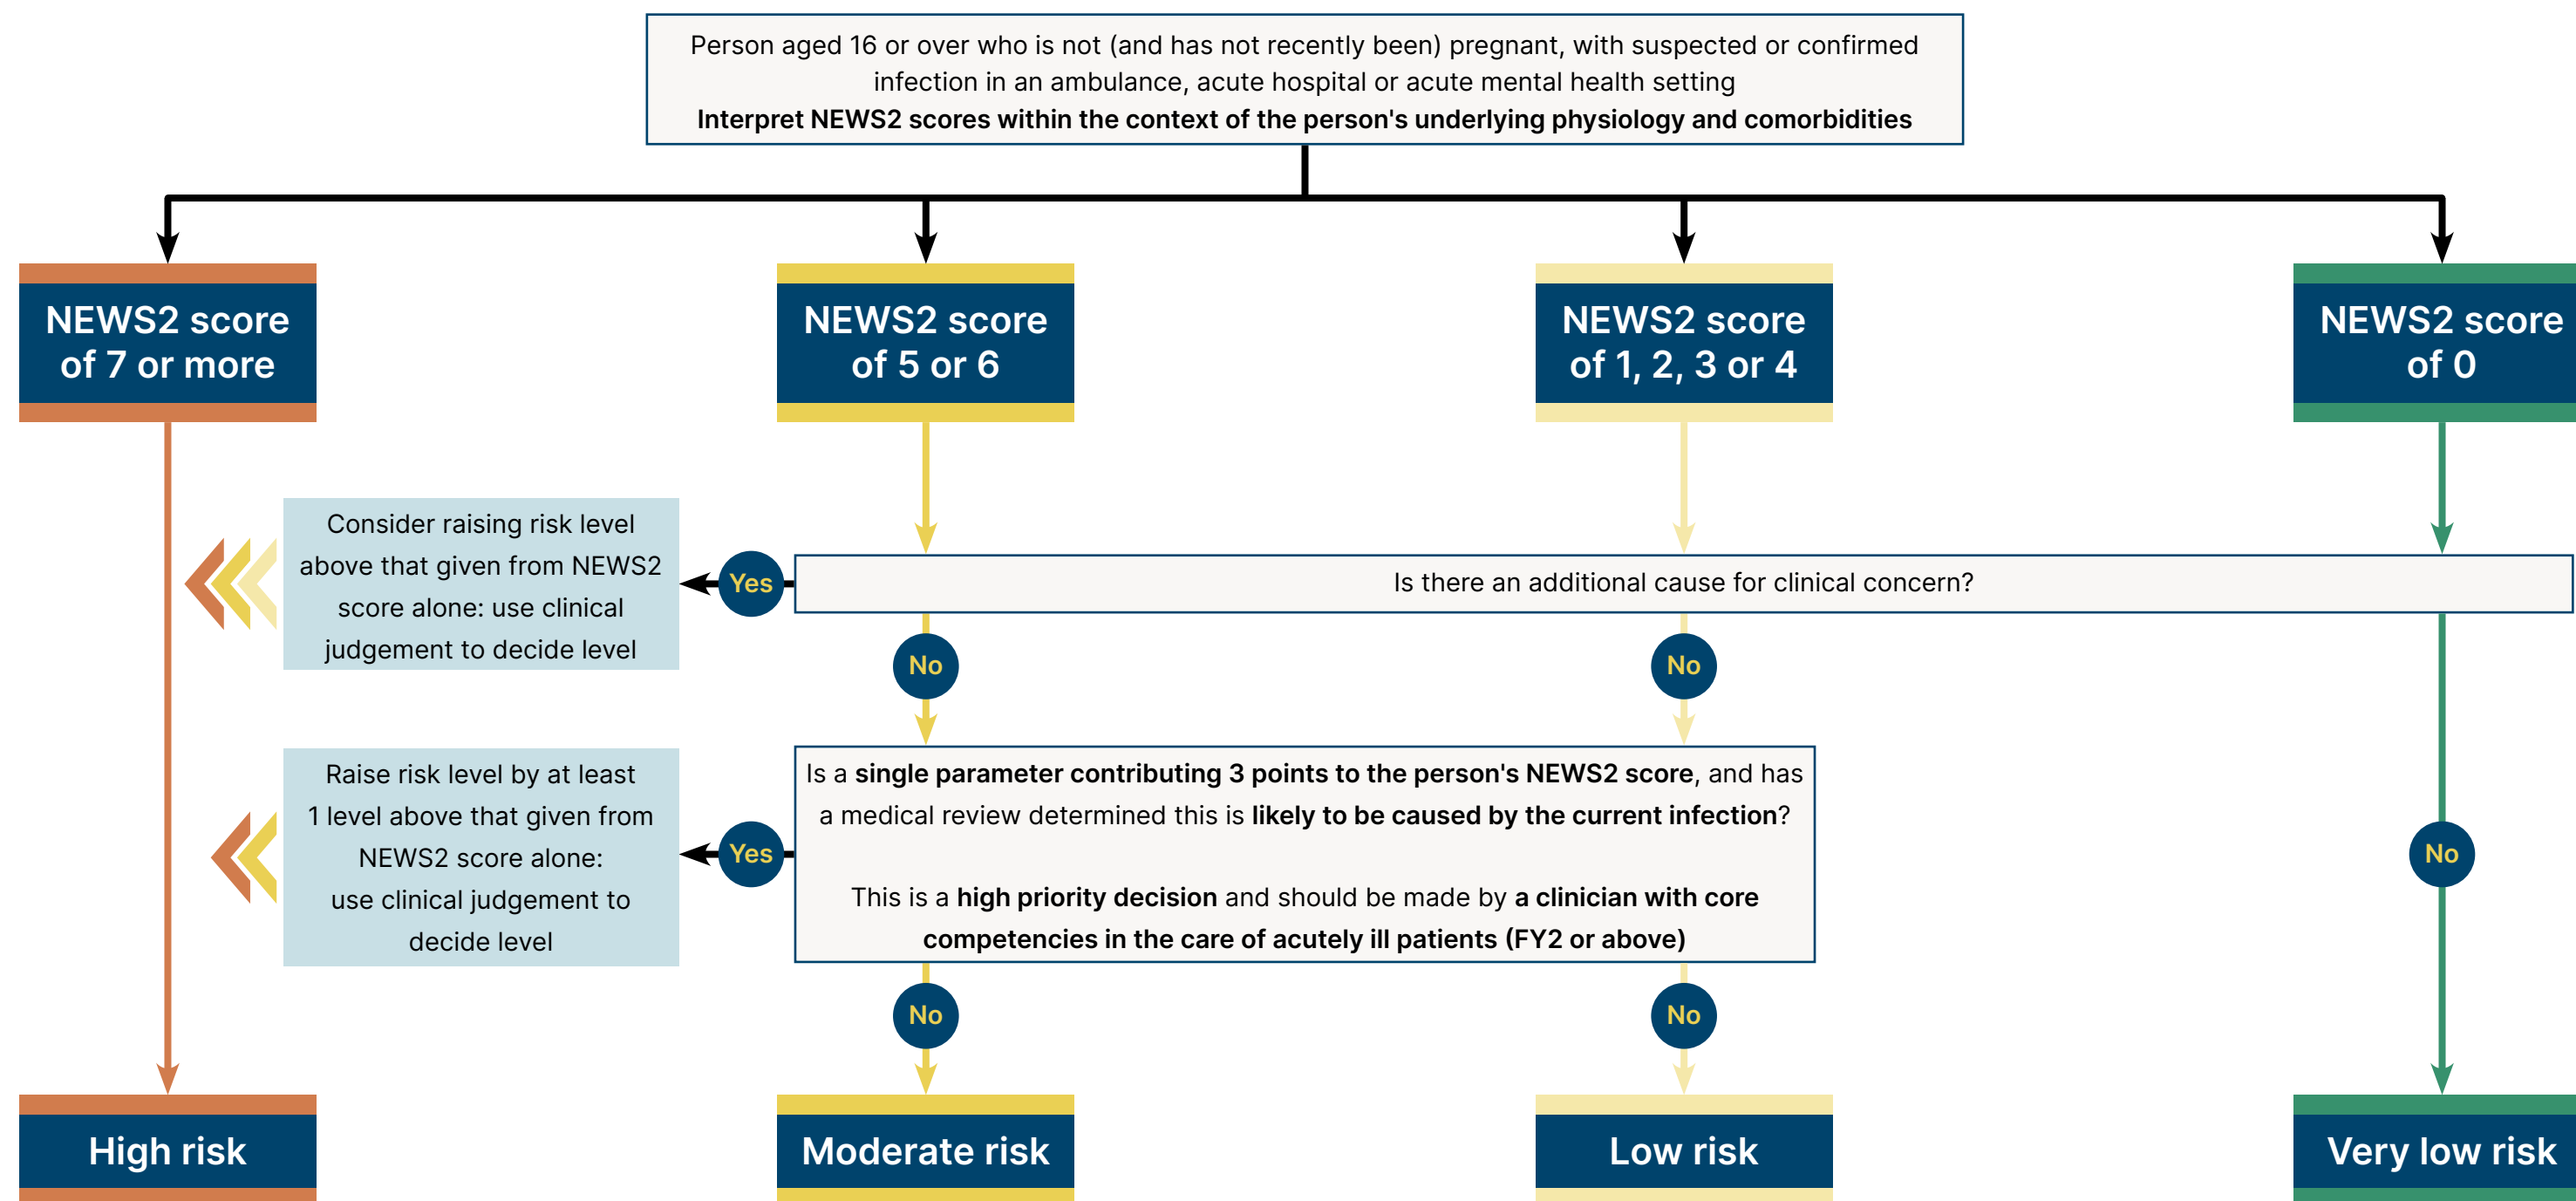 Person aged 16 or over who is not (and has not recently been) pregnant, with suspected or confirmed
infection in an ambulance, acute hospital or acute mental health setting
Interpret NEWS2 scores within the context of the person's underlying physiology and comorbidities
NEWS2 score
of 7 or more
NEWS2 score
of 5 or 6
NEWS2 score
of 1, 2, 3 or 4
NEWS2 score
of 0
Is there an additional cause for clinical concern?
Yes
Consider raising risk level
above that given from NEWS2
score alone: use clinical
judgement to decide level
No
No
Is a single parameter contributing 3 points to the person's NEWS2 score, and has
a medical review determined this is likely to be caused by the current infection?
This is a high priority decision and should be made by a clinician with core
competencies in the care of acutely ill patients (FY2 or above)
Yes
Raise risk level by at least
1 level above that given from
NEWS2 score alone:
use clinical judgement to
decide level
No
No
No
High risk
Moderate risk
Low risk
Very low risk